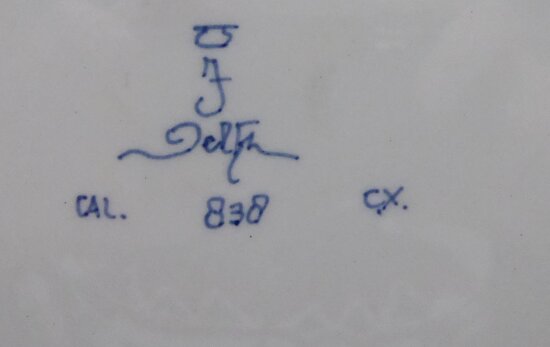 J
Delft
CAL. 838 CX.